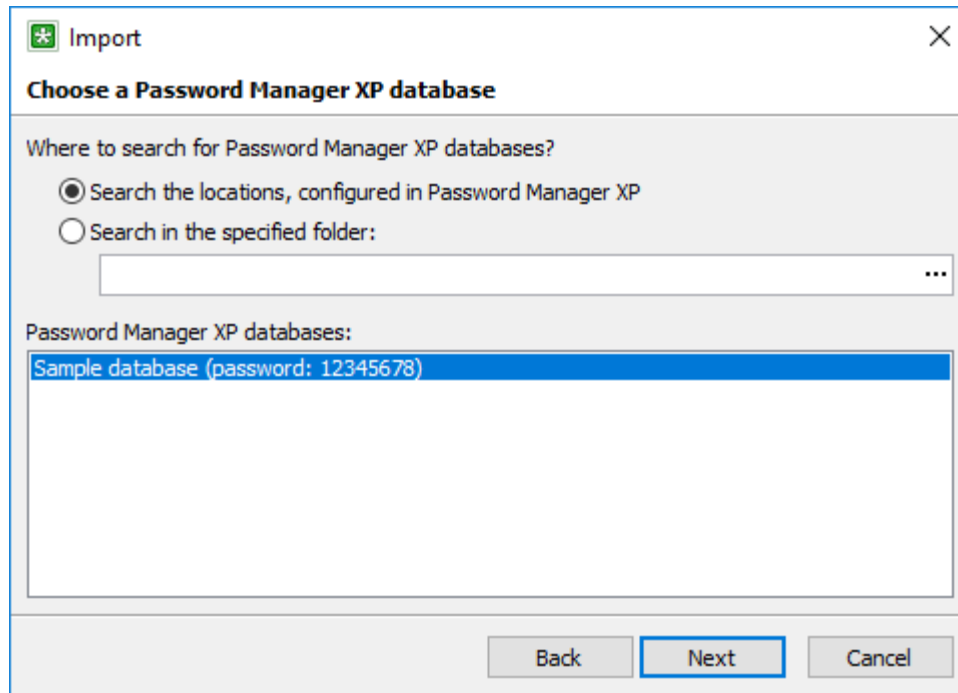 Import
Choose a Password Manager XP database
Where to search for Password Manager XP databases?
Search the locations, configured in Password Manager XP
Search in the specified folder:
...
Password Manager XP databases:
Sample database (password: 12345678)
Back Next Cancel